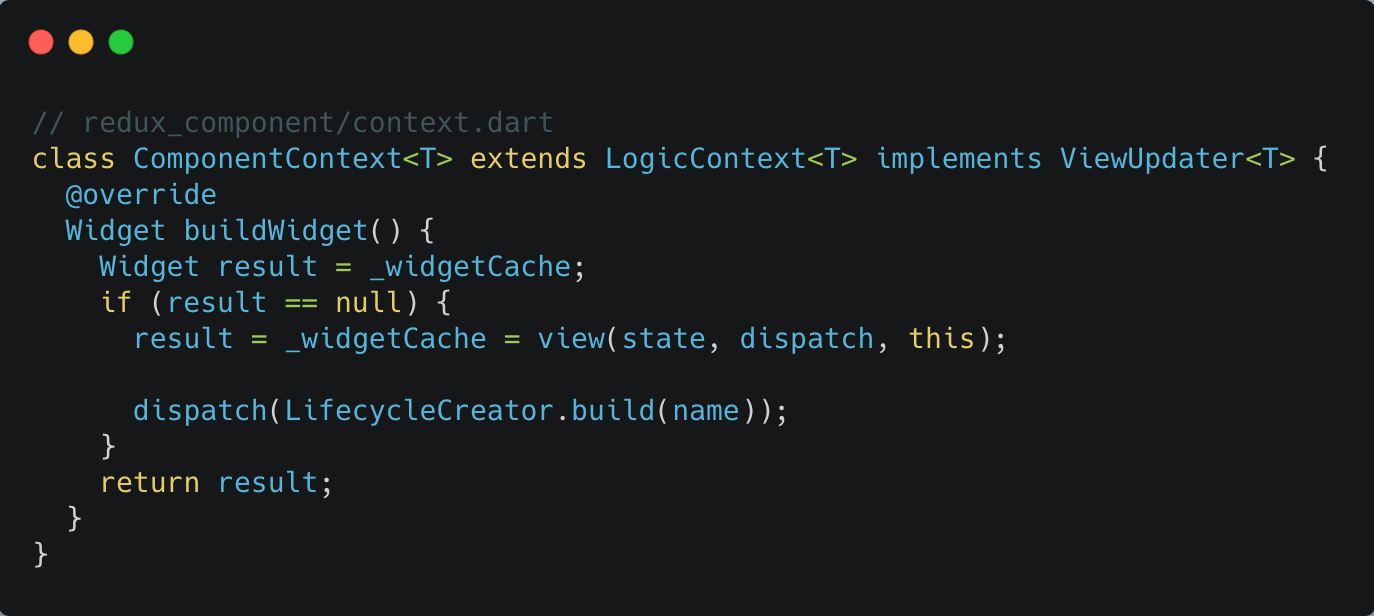 // redux_component/context.dart
class ComponentContext<T> extends LogicContext<T> implements ViewUpdater<T> {
  @override
  Widget buildWidget() {
    Widget result = _widgetCache;
    if (result == null) {
      result = _widgetCache = view(state, dispatch, this);

      dispatch(LifecycleCreator.build(name));
    }
    return result;
  }
}